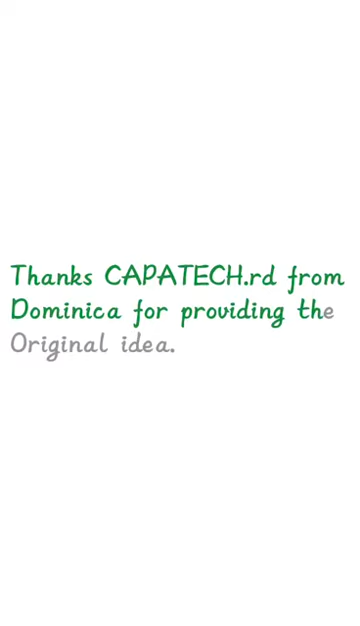 Thanks CAPATECH.rd from
Dominica for providing the
Original idea.